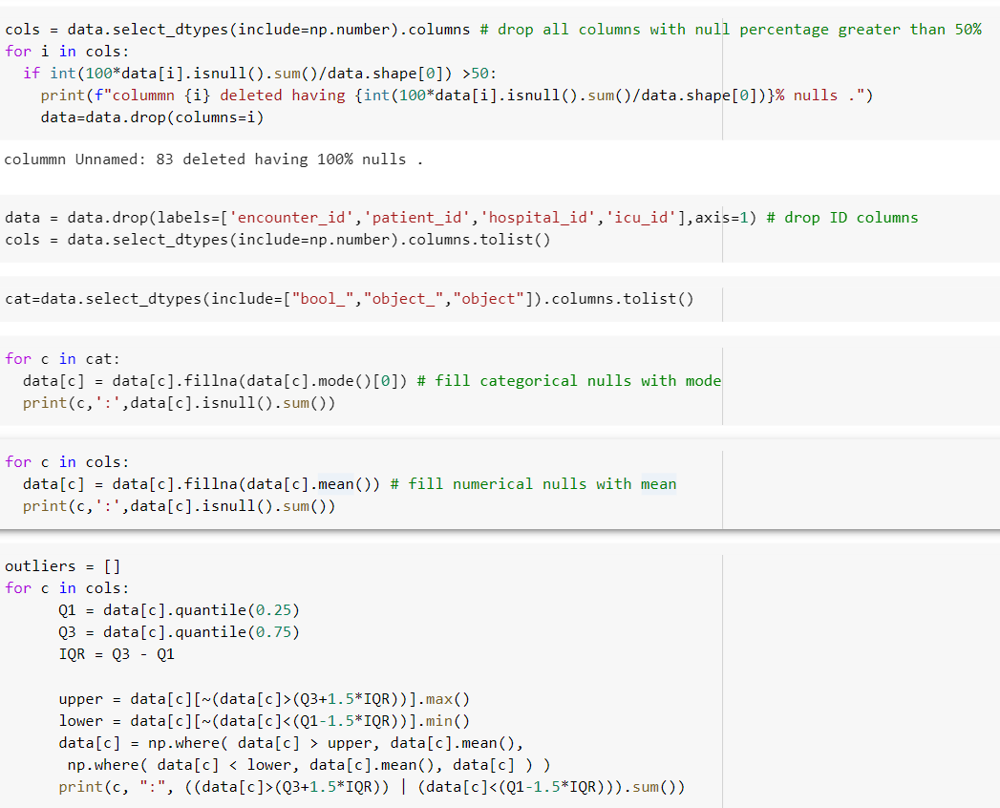 cols = data.select_dtypes(include=np.number).columns # drop all columns with null percentage greater than 50%
for i in cols:
  if int(100*data[i].isnull().sum()/data.shape[0]) >50:
    print(f"colummn {i} deleted having {int(100*data[i].isnull().sum()/data.shape[0])}% nulls .")
    data=data.drop(columns=i)
colummn Unnamed: 83 deleted having 100% nulls .
data = data.drop(labels=['encounter_id','patient_id','hospital_id','icu_id'],axis=1) # drop ID columns
cols = data.select_dtypes(include=np.number).columns.tolist()
cat=data.select_dtypes(include=["bool_","object_","object"]).columns.tolist()
for c in cat:
  data[c] = data[c].fillna(data[c].mode()[0]) # fill categorical nulls with mode
  print(c,':',data[c].isnull().sum())
for c in cols:
  data[c] = data[c].fillna(data[c].mean()) # fill numerical nulls with mean
  print(c,':',data[c].isnull().sum())
outliers = []
for c in cols:
      Q1 = data[c].quantile(0.25)
      Q3 = data[c].quantile(0.75)
      IQR = Q3 - Q1
      upper = data[c][~(data[c]>(Q3+1.5*IQR))].max()
      lower = data[c][~(data[c]<(Q1-1.5*IQR))].min()
      data[c] = np.where( data[c] > upper, data[c].mean(),
       np.where( data[c] < lower, data[c].mean(), data[c] ) )
      print(c, ":", ((data[c]>(Q3+1.5*IQR)) | (data[c]<(Q1-1.5*IQR))).sum())